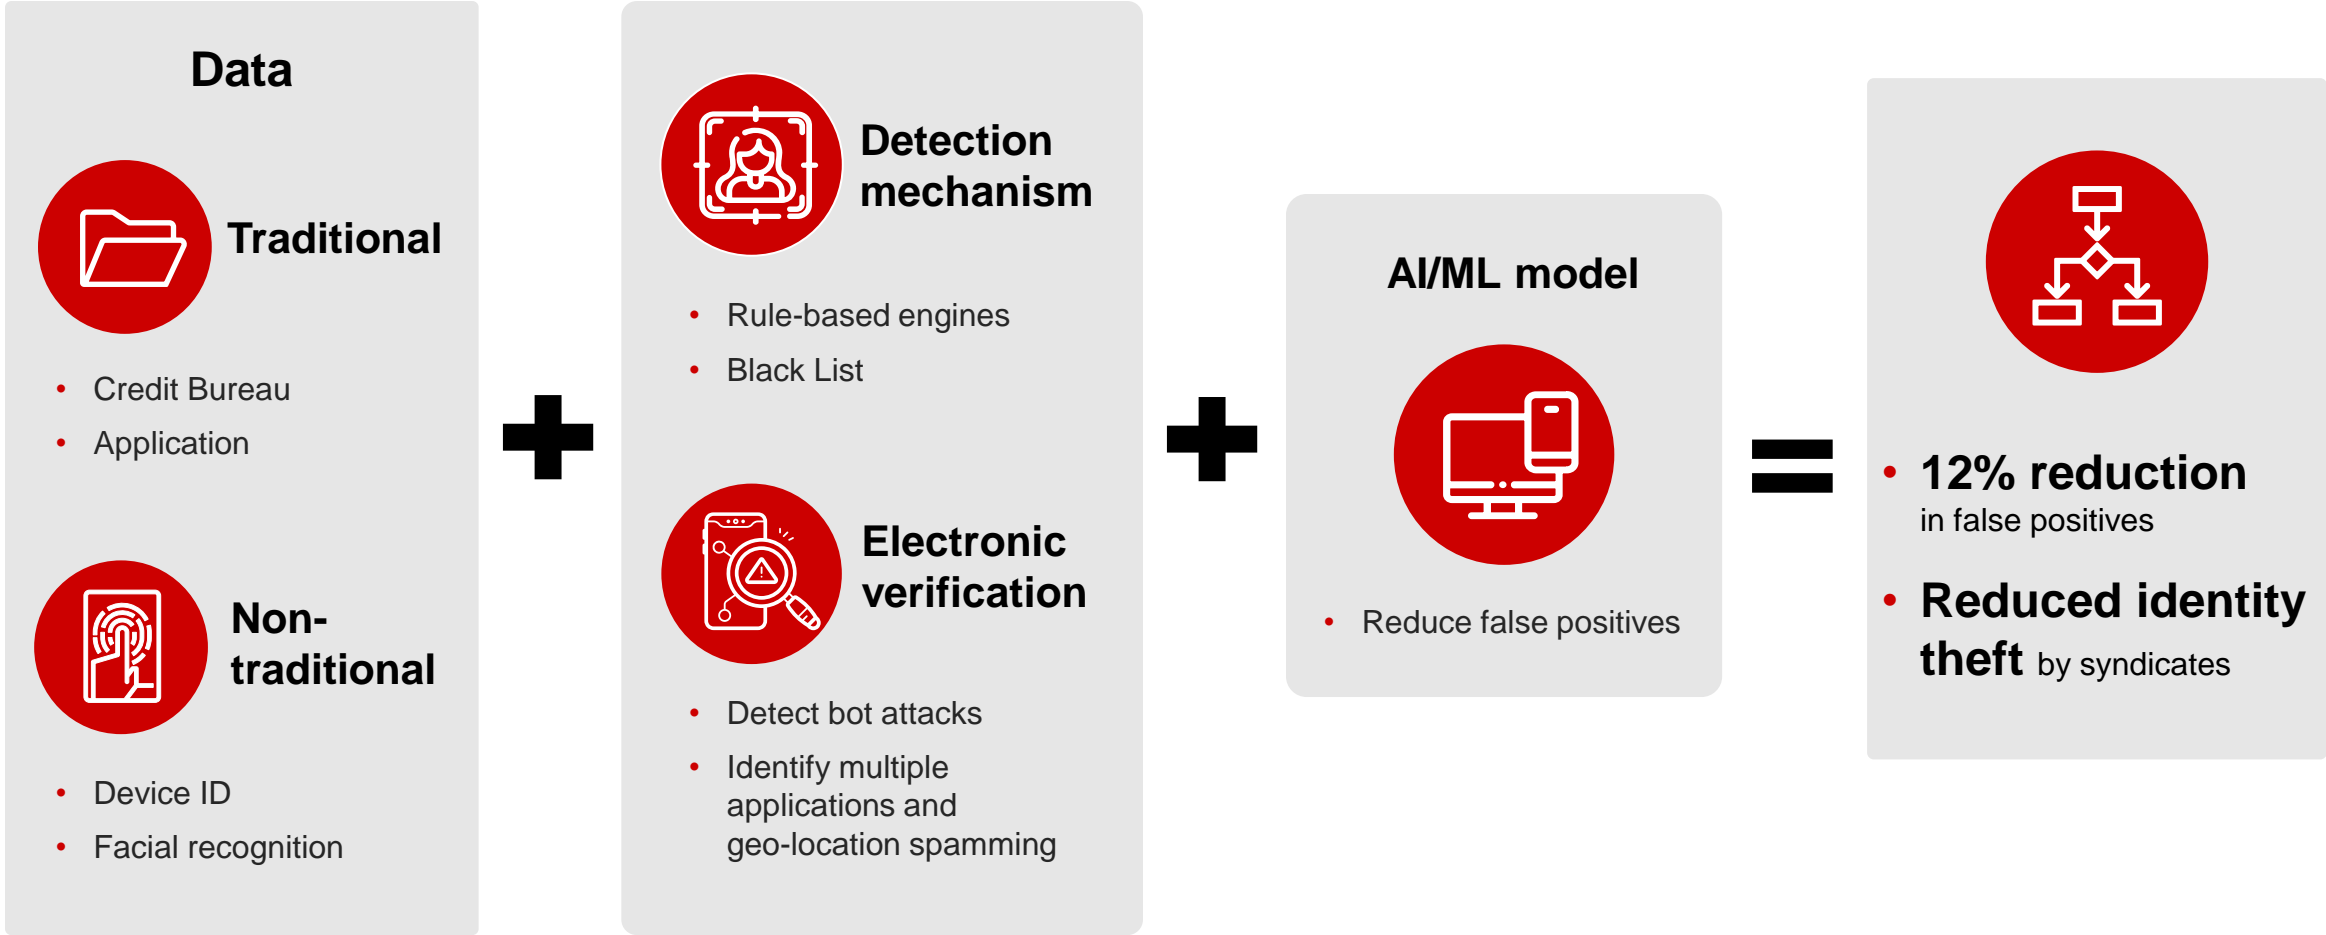 Data
Traditional
• Credit Bureau
• Application
Non-
traditional
• Device ID
• Facial recognition
Detection
mechanism
• Rule-based engines
• Black List
Electronic
verification
• Detect bot attacks
• Identify multiple
applications and
geo-location spamming
AI/ML model
• Reduce false positives
• 12% reduction
in false positives
• Reduced identity
theft by syndicates